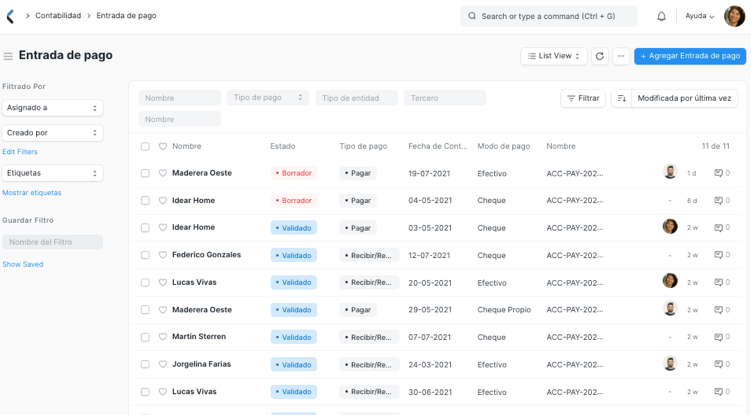 Contabilidad > Entrada de pago
Search or type a command (Ctrl + G)
Ayuda
Entrada de pago
List View
+ Agregar Entrada de pago
Filtrado Por
Asignado a
Creado por
Edit Filters
Etiquetas
Mostrar etiquetas
Guardar Filtro
Nombre del Filtro
Show Saved
Nombre Tipo de pago Tipo de entidad Tercero
Nombre
Filtrar Modificada por última vez
Nombre Estado Tipo de pago Fecha de Cont... Modo de pago Nombre 11 de 11
Maderera Oeste • Borrador • Pagar 19-07-2021 Efectivo ACC-PAY-202... 1 d 0
Idear Home • Borrador • Pagar 04-05-2021 Cheque ACC-PAY-202... - 6 d 0
Idear Home • Validado • Pagar 03-05-2021 Cheque ACC-PAY-202... 2 w 0
Federico Gonzales • Validado • Recibir/Re... 12-07-2021 Cheque ACC-PAY-202... - 2 w 0
Lucas Vivas • Validado • Recibir/Re... 20-05-2021 Efectivo ACC-PAY-202... 2 w 0
Maderera Oeste • Validado • Pagar 29-05-2021 Cheque Propio ACC-PAY-202... 2 w 0
Martin Sterren • Validado • Recibir/Re... 07-07-2021 Cheque ACC-PAY-202... - 2 w 0
Jorgelina Farias • Validado • Recibir/Re... 24-03-2021 Efectivo ACC-PAY-202... 2 w 0
Lucas Vivas • Validado • Recibir/Re... 30-06-2021 Efectivo ACC-PAY-202... - 2 w 0